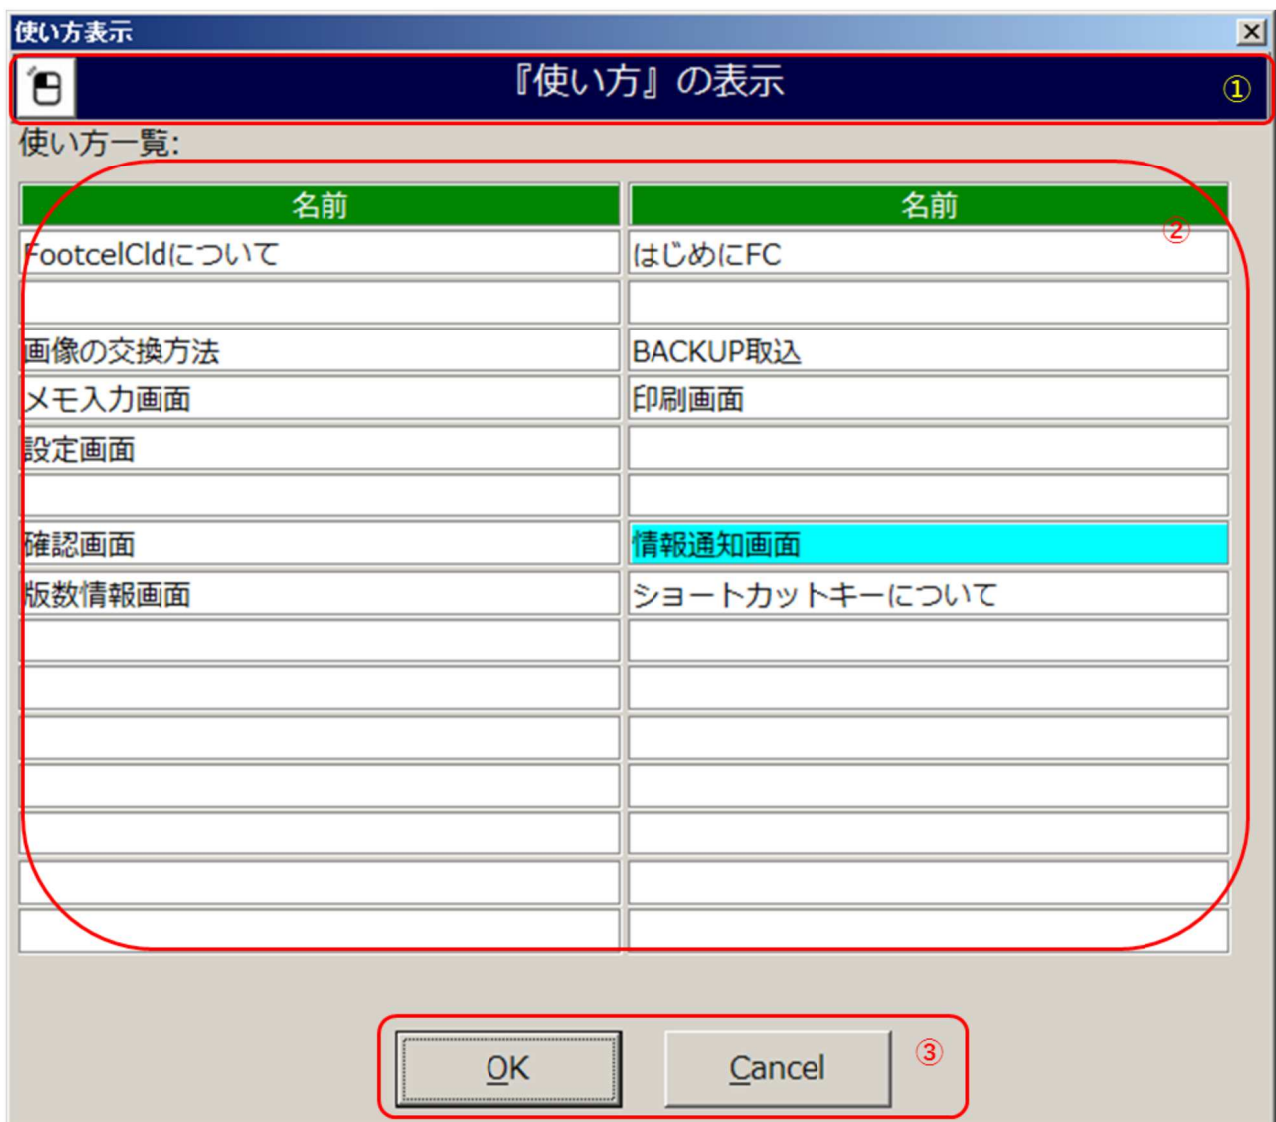 使い方表示
『使い方』の表示 ①
使い方一覧:
名前 名前
②
FootcelCldについて はじめにFC
画像の交換方法 BACKUP取込
メモ入力画面 印刷画面
設定画面
確認画面 情報通知画面
版数情報画面 ショートカットキーについて
OK Cancel ③